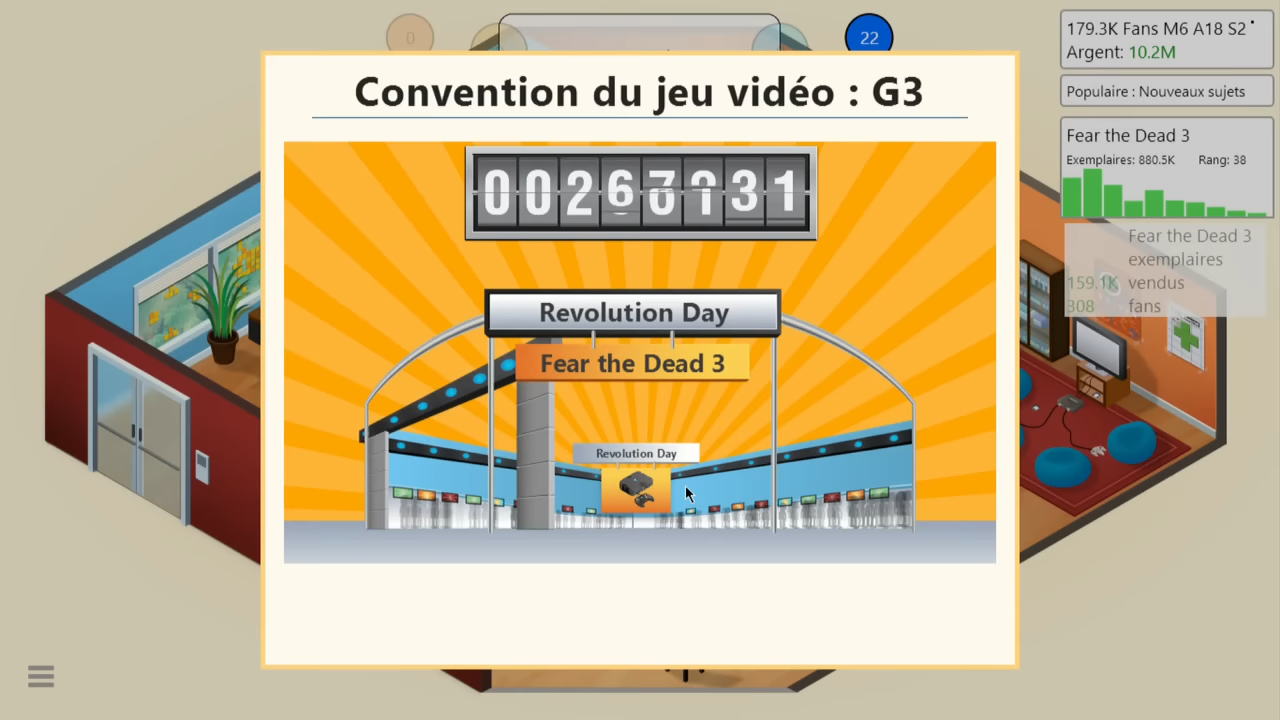 0
22
179.3K Fans M6 A18 S2
Argent: 10.2M
Populaire : Nouveaux sujets
Fear the Dead 3
Exemplaires: 880.5K Rang: 38
Fear the Dead 3
exemplaires
159.1K vendus
308 fans
Convention du jeu vidéo : G3
Revolution Day
Fear the Dead 3
Revolution Day